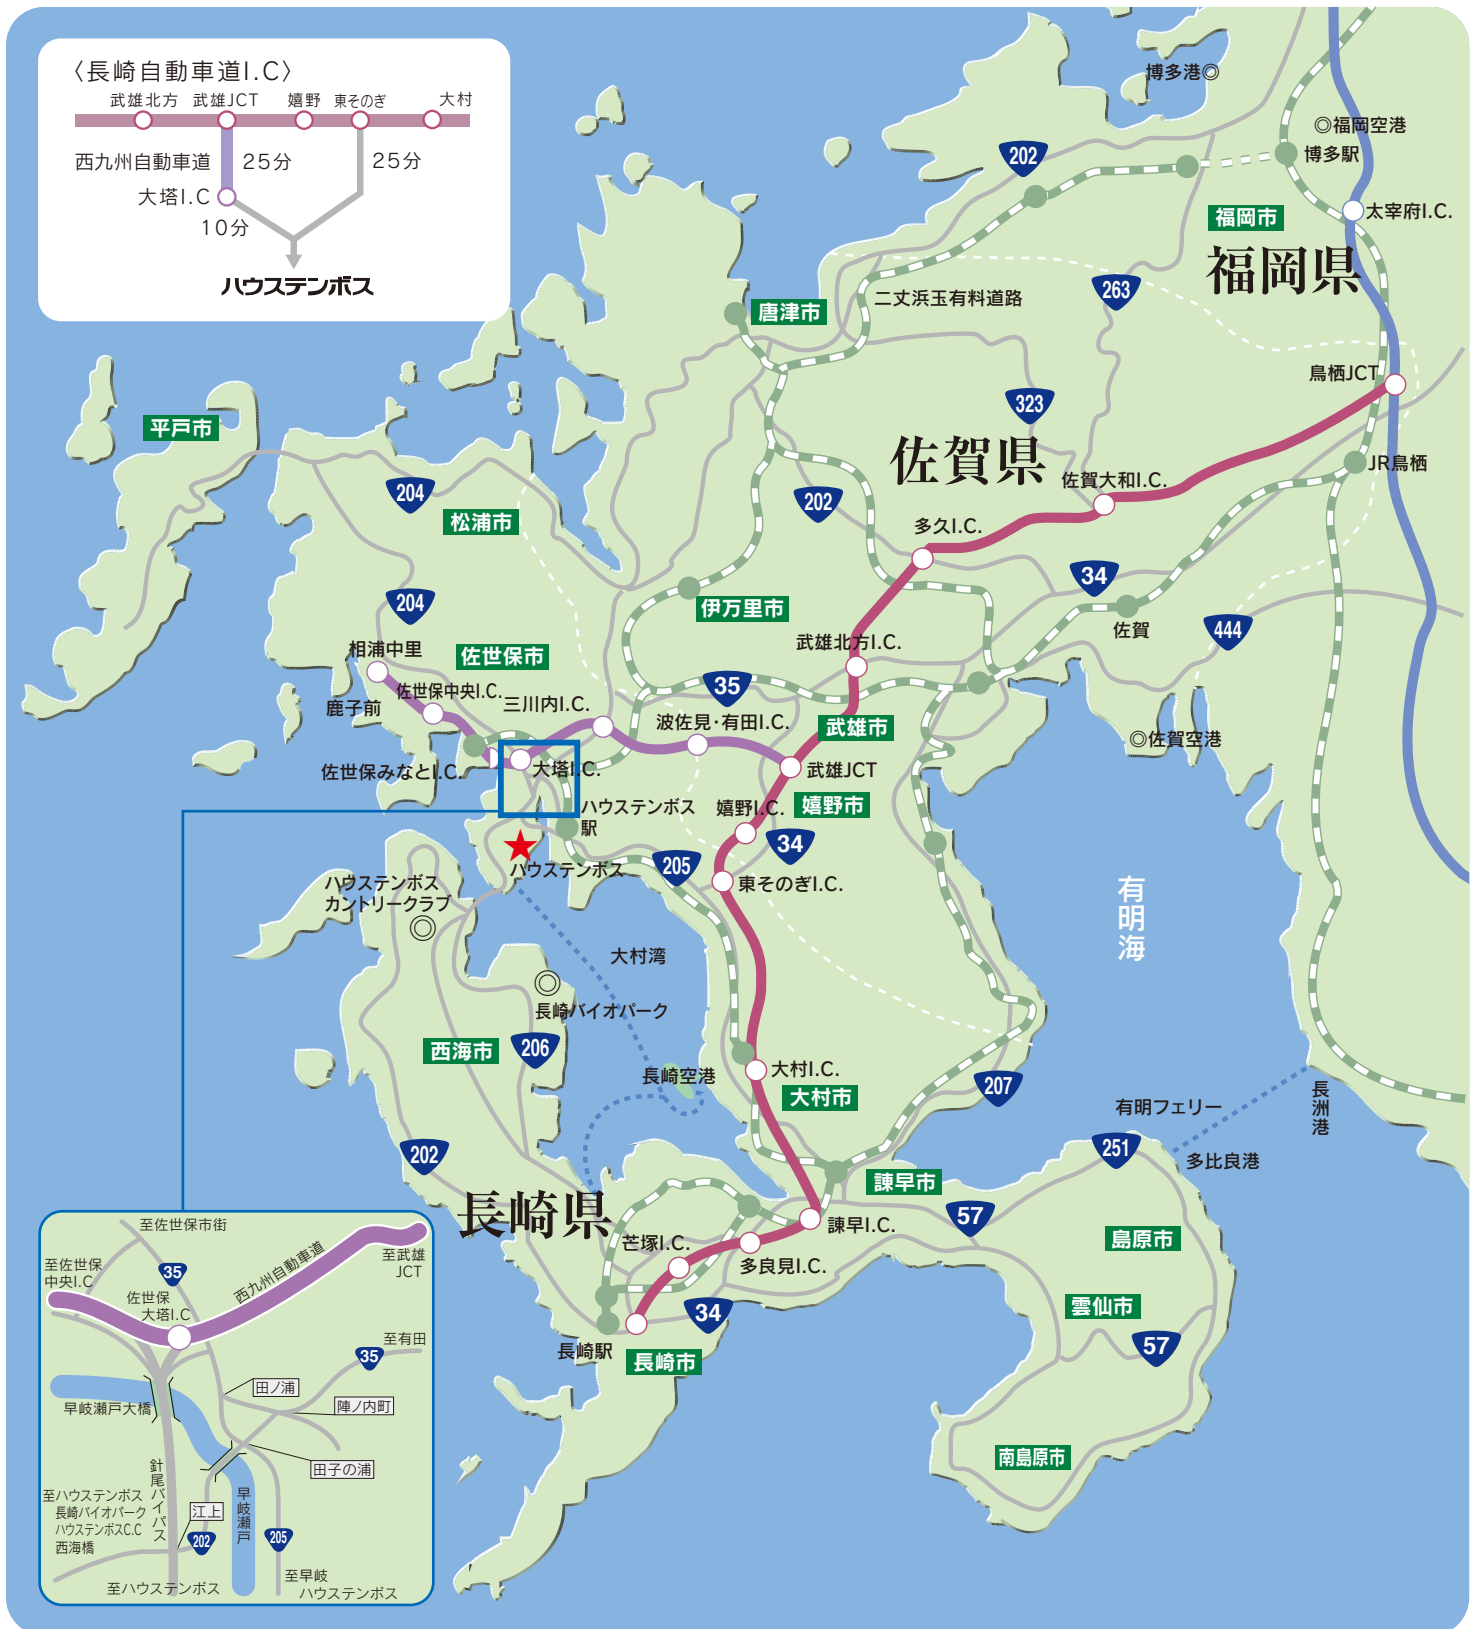 〈長崎自動車道I.C〉
武雄北方
武雄JCT
嬉野
東そのぎ
大村
西九州自動車道
25分
25分
大塔I.C
10分
ハウステンボス
博多港◎
◎福岡空港
博多駅
202
福岡市
太宰府I.C.
福岡県
263
二丈浜玉有料道路
唐津市
鳥栖JCT
323
平戸市
佐賀県
JR鳥栖
佐賀大和I.C.
204
202
松浦市
多久I.C.
34
204
伊万里市
佐賀
444
武雄北方I.C.
相浦中里
佐世保市
佐世保中央I.C.
35
鹿子前
三川内I.C.
波佐見・有田I.C.
武雄市
◎佐賀空港
佐世保みなとI.C.
大塔I.C.
武雄JCT
ハウステンボス
駅
嬉野I.C.
嬉野市
34
205
ハウステンボス
東そのぎI.C.
ハウステンボス
カントリークラブ
有明海
大村湾
長崎バイオパーク
西海市
206
長崎空港
大村I.C.
大村市
207
長洲港
有明フェリー
202
251
多比良港
諫早市
長崎県
57
諫早I.C.
芒塚I.C.
島原市
多良見I.C.
雲仙市
34
57
長崎駅
長崎市
南島原市
至佐世保市街
至佐世保
中央I.C
35
西九州自動車道
至武雄
JCT
佐世保
大塔I.C
至有田
35
田ノ浦
早岐瀬戸大橋
陣ノ内町
田子の浦
針尾バイパス
早岐瀬戸
至ハウステンボス
長崎バイオパーク
ハウステンボスC.C
西海橋
江上
202
205
至早岐
ハウステンボス
至ハウステンボス